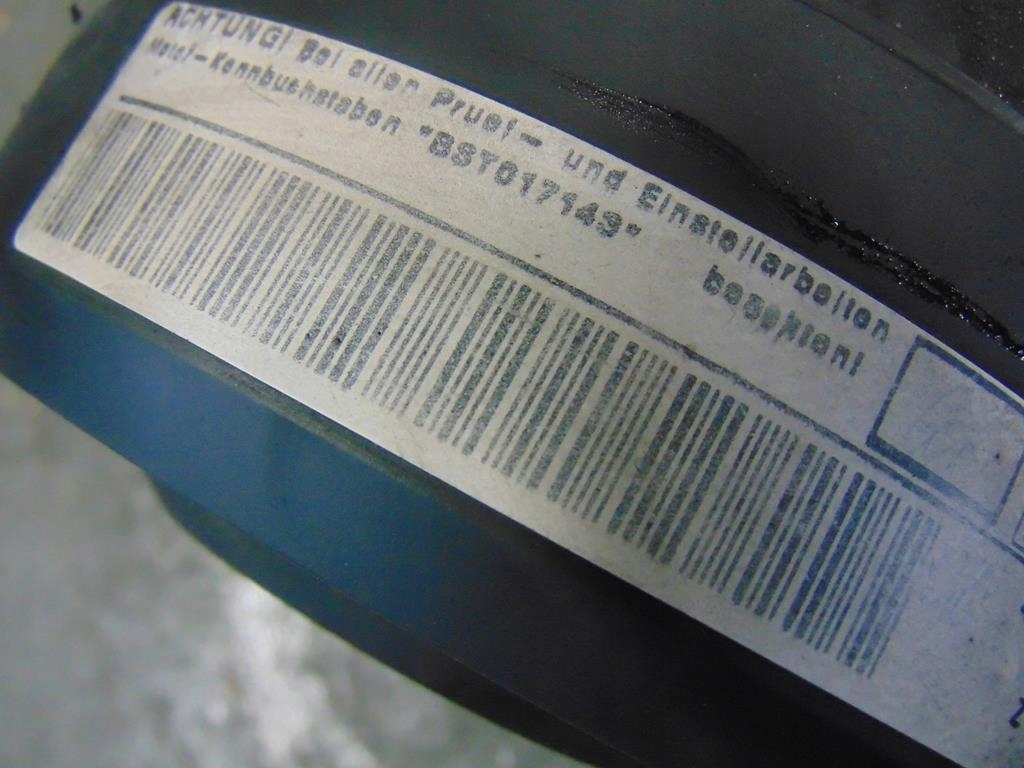 ACHTUNG! Bei allen Pruef- und Einstellarbeiten
Motor-Kennbuchstaben "BST017143" beachten!